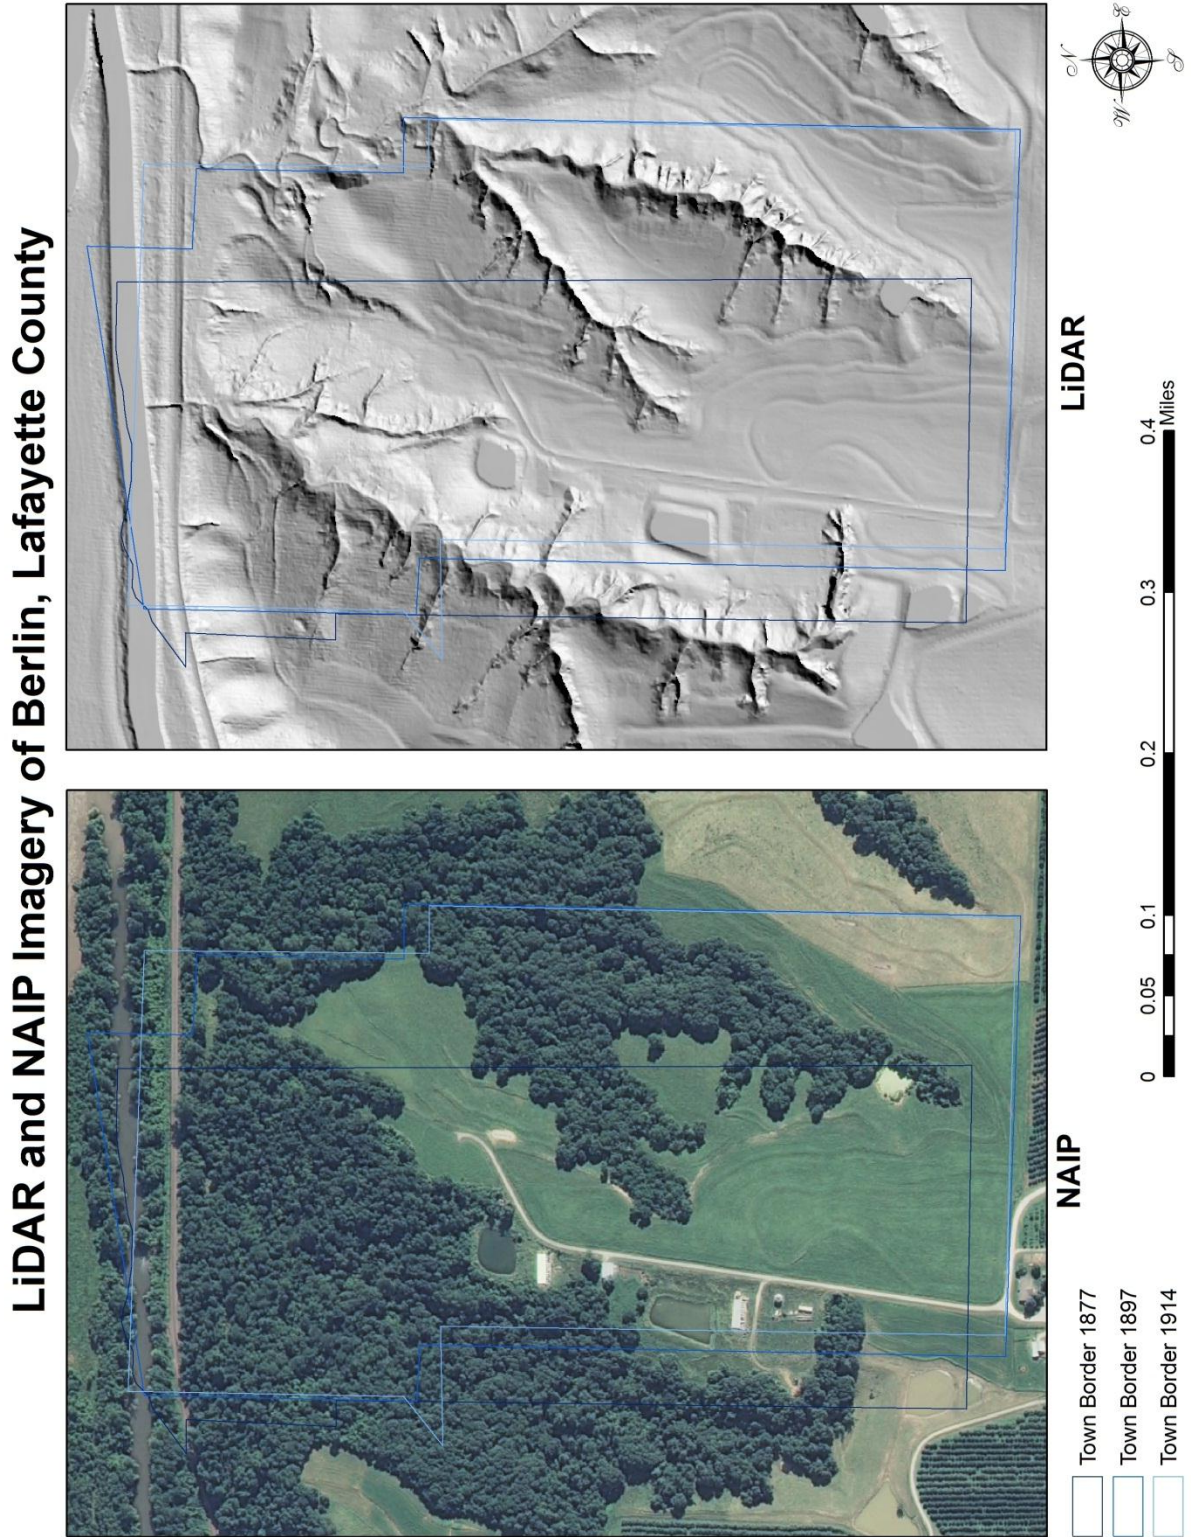 LiDAR and NAIP Imagery of Berlin, Lafayette County
NAIP
LiDAR
Town Border 1877
Town Border 1897
Town Border 1914
0 0.05 0.1 0.2 0.3 0.4
Miles
N
W
E
S